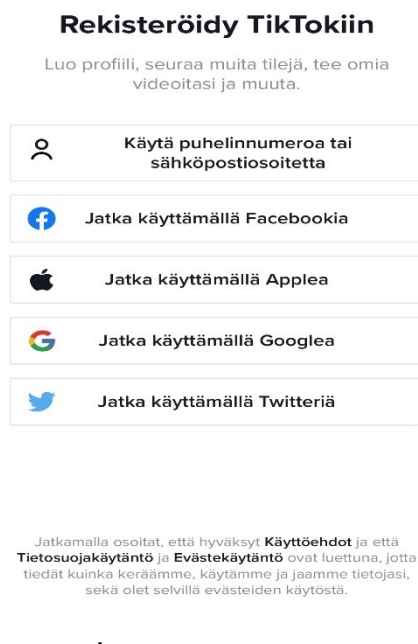 Rekisteröidy TikTokiin
Luo profiili, seuraa muita tilejä, tee omia
videoitasi ja muuta.
Käytä puhelinnumeroa tai
sähköpostiosoitetta
Jatka käyttämällä Facebookia
Jatka käyttämällä Applea
Jatka käyttämällä Googlea
Jatka käyttämällä Twitteriä
Jatkamalla osoitat, että hyväksyt Käyttöehdot ja että
Tietosuojakäytäntö ja Evästekäytäntö ovat luettuna, jotta
tiedät kuinka keräämme, käytämme ja jaamme tietojasi,
sekä olet selvillä evästeiden käytöstä.